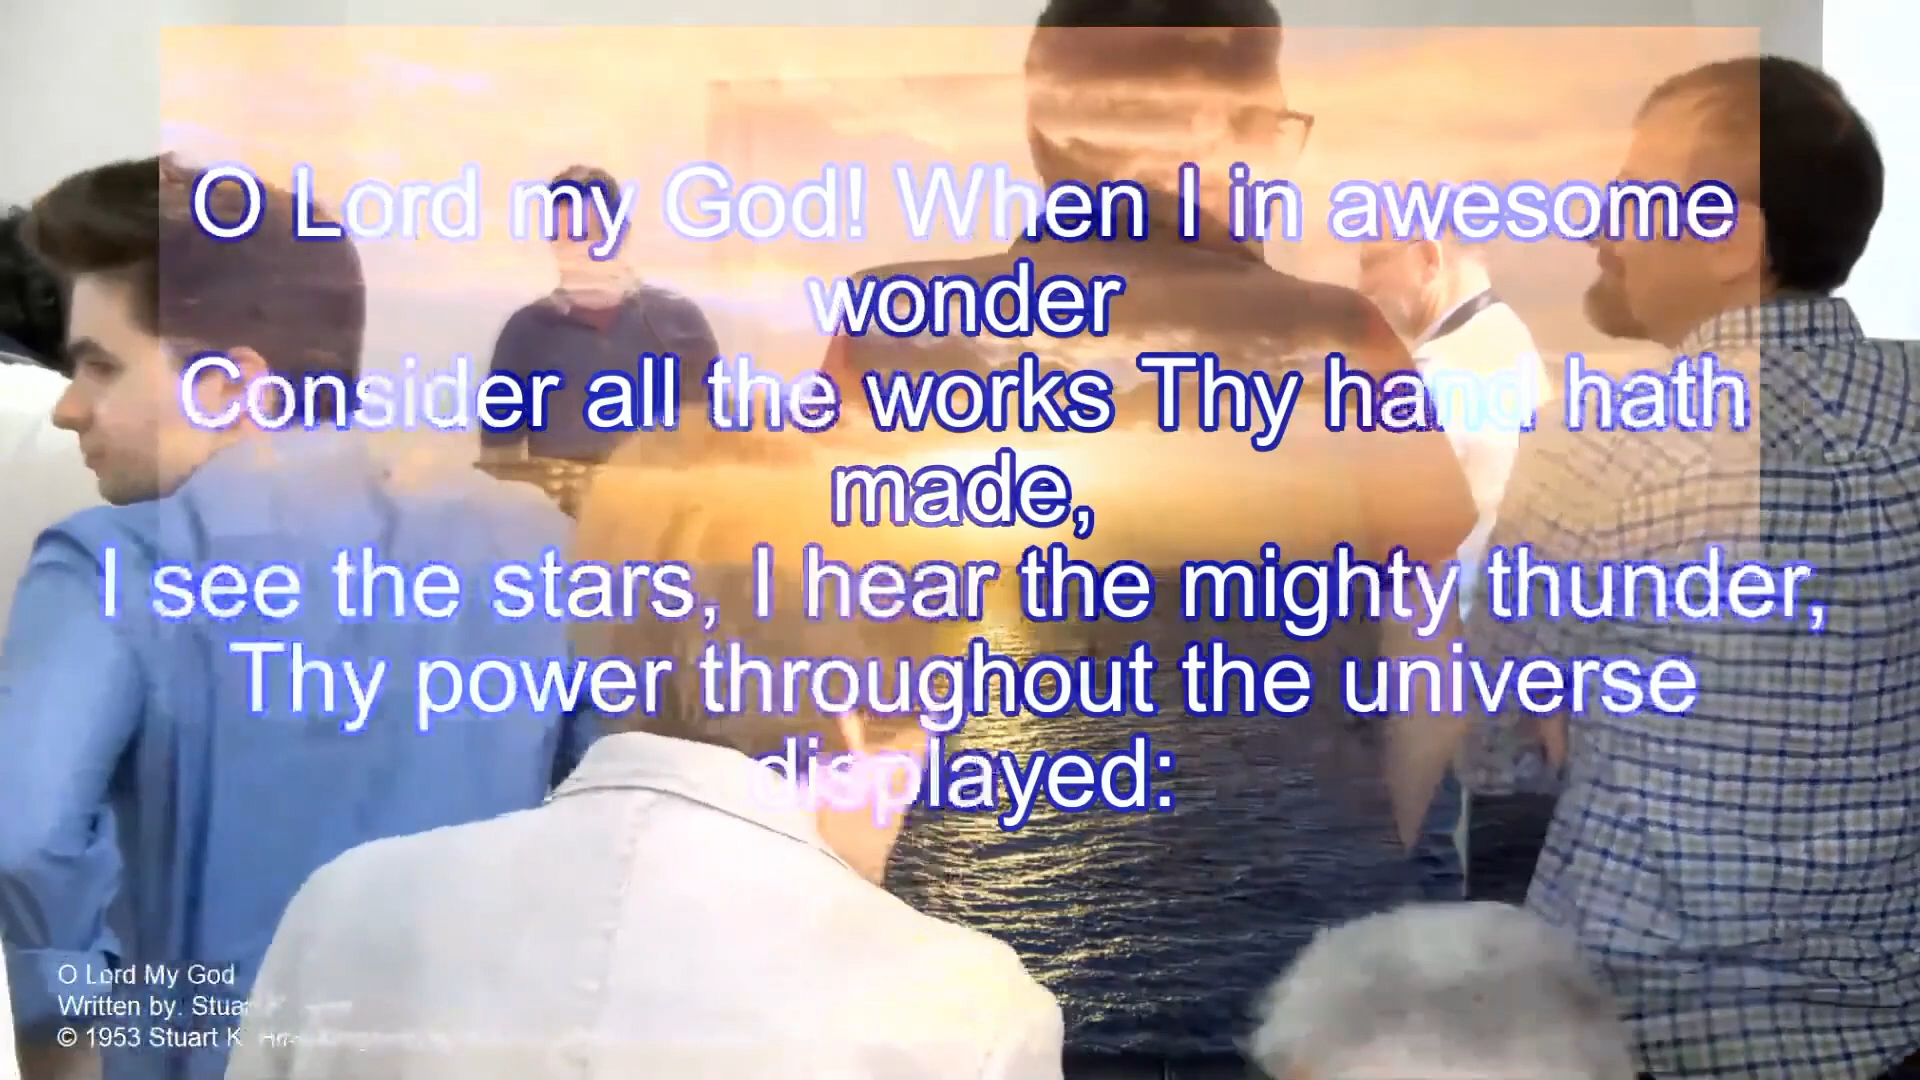 O Lord my God! When I in awesome
wonder
Consider all the works Thy hand hath
made,
I see the stars, I hear the mighty thunder,
Thy power throughout the universe
displayed:
O Lord My God
Written by: Stuar
© 1953 Stuart K